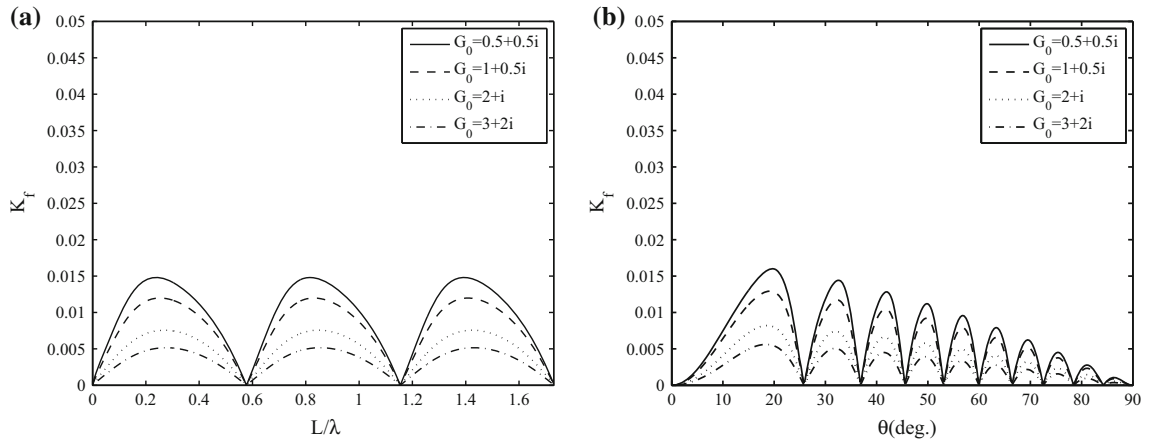 (a)
0.05
0.045
0.04
0.035
0.03
0.025
0.02
0.015
0.01
0.005
0
K_f
0 0.2 0.4 0.6 0.8 1 1.2 1.4 1.6
L/λ
G_0=0.5+0.5i
G_0=1+0.5i
G_0=2+i
G_0=3+2i
(b)
0.05
0.045
0.04
0.035
0.03
0.025
0.02
0.015
0.01
0.005
0
K_f
0 10 20 30 40 50 60 70 80 90
θ(deg.)
G_0=0.5+0.5i
G_0=1+0.5i
G_0=2+i
G_0=3+2i